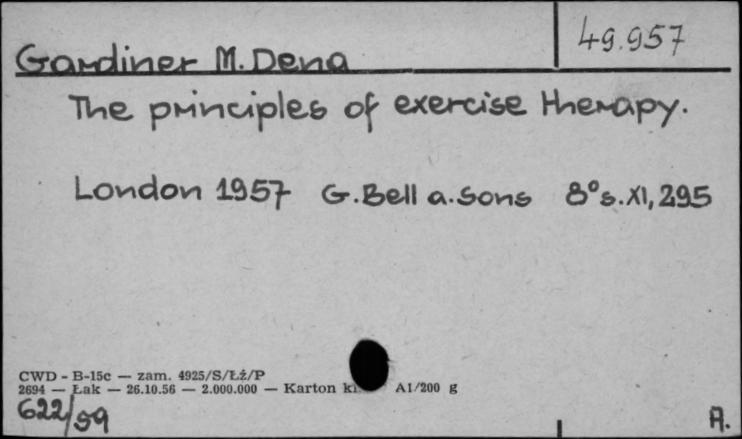 49.957
Gardiner M. Dena
The principles of exercise therapy.
London 1957 G. Bell a. Sons 8° s. XI, 295
CWD - B-15c — zam. 4925/S/ŁŻ/P
2694 — Łak — 26.10.56 — 2.000.000 — Karton A1/200 g
622/59
A.